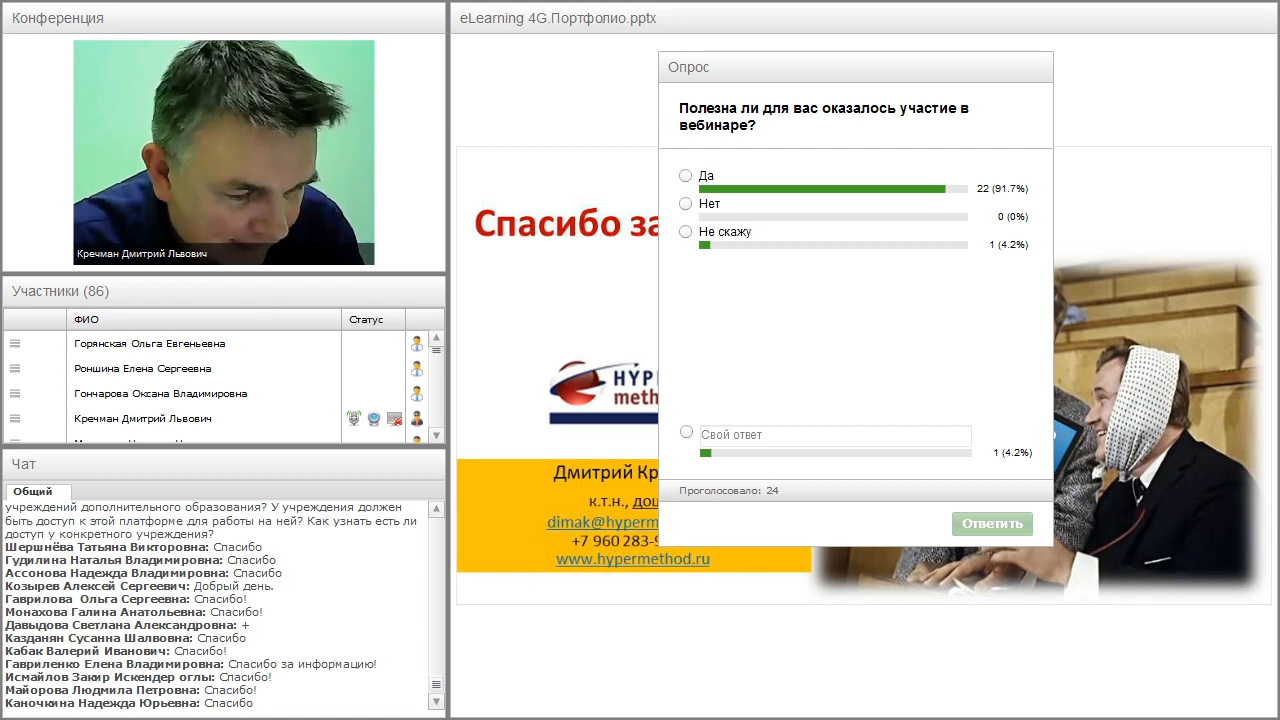 Конференция
Кречман Дмитрий Львович
Участники (86)
ФИО
Статус
Горянская Ольга Евгеньевна
Роншина Елена Сергеевна
Гончарова Оксана Владимировна
Кречман Дмитрий Львович
Чат
Общий
учреждений дополнительного образования? У учреждения должен
быть доступ к этой платформе для работы на ней? Как узнать есть ли
доступ у конкретного учреждения?
Шершнёва Татьяна Викторовна: Спасибо
Гудилина Наталья Владимировна: Спасибо
Ассонова Надежда Владимировна: Спасибо
Козырев Алексей Сергеевич: Добрый день.
Гаврилова Ольга Сергеевна: Спасибо!
Монахова Галина Анатольевна: Спасибо!
Давыдова Светлана Александровна: +
Казданян Сусанна Шалвовна: Спасибо
Кабак Валерий Иванович: Спасибо!
Гавриленко Елена Владимировна: Спасибо за информацию!
Исмайлов Закир Искендер оглы: Спасибо!
Майорова Людмила Петровна: Спасибо!
Каночкина Надежда Юрьевна: Спасибо
eLearning 4G.Портфолио.pptx
Спасибо за
HYP
meth
Дмитрий Кр
к.т.н., доц
dimak@hyperm
+7 960 283-9
www.hypermethod.ru
Опрос
Полезна ли для вас оказалось участие в
вебинаре?
Да
22 (91.7%)
Нет
0 (0%)
Не скажу
1 (4.2%)
Свой ответ
1 (4.2%)
Проголосовало: 24
Ответить